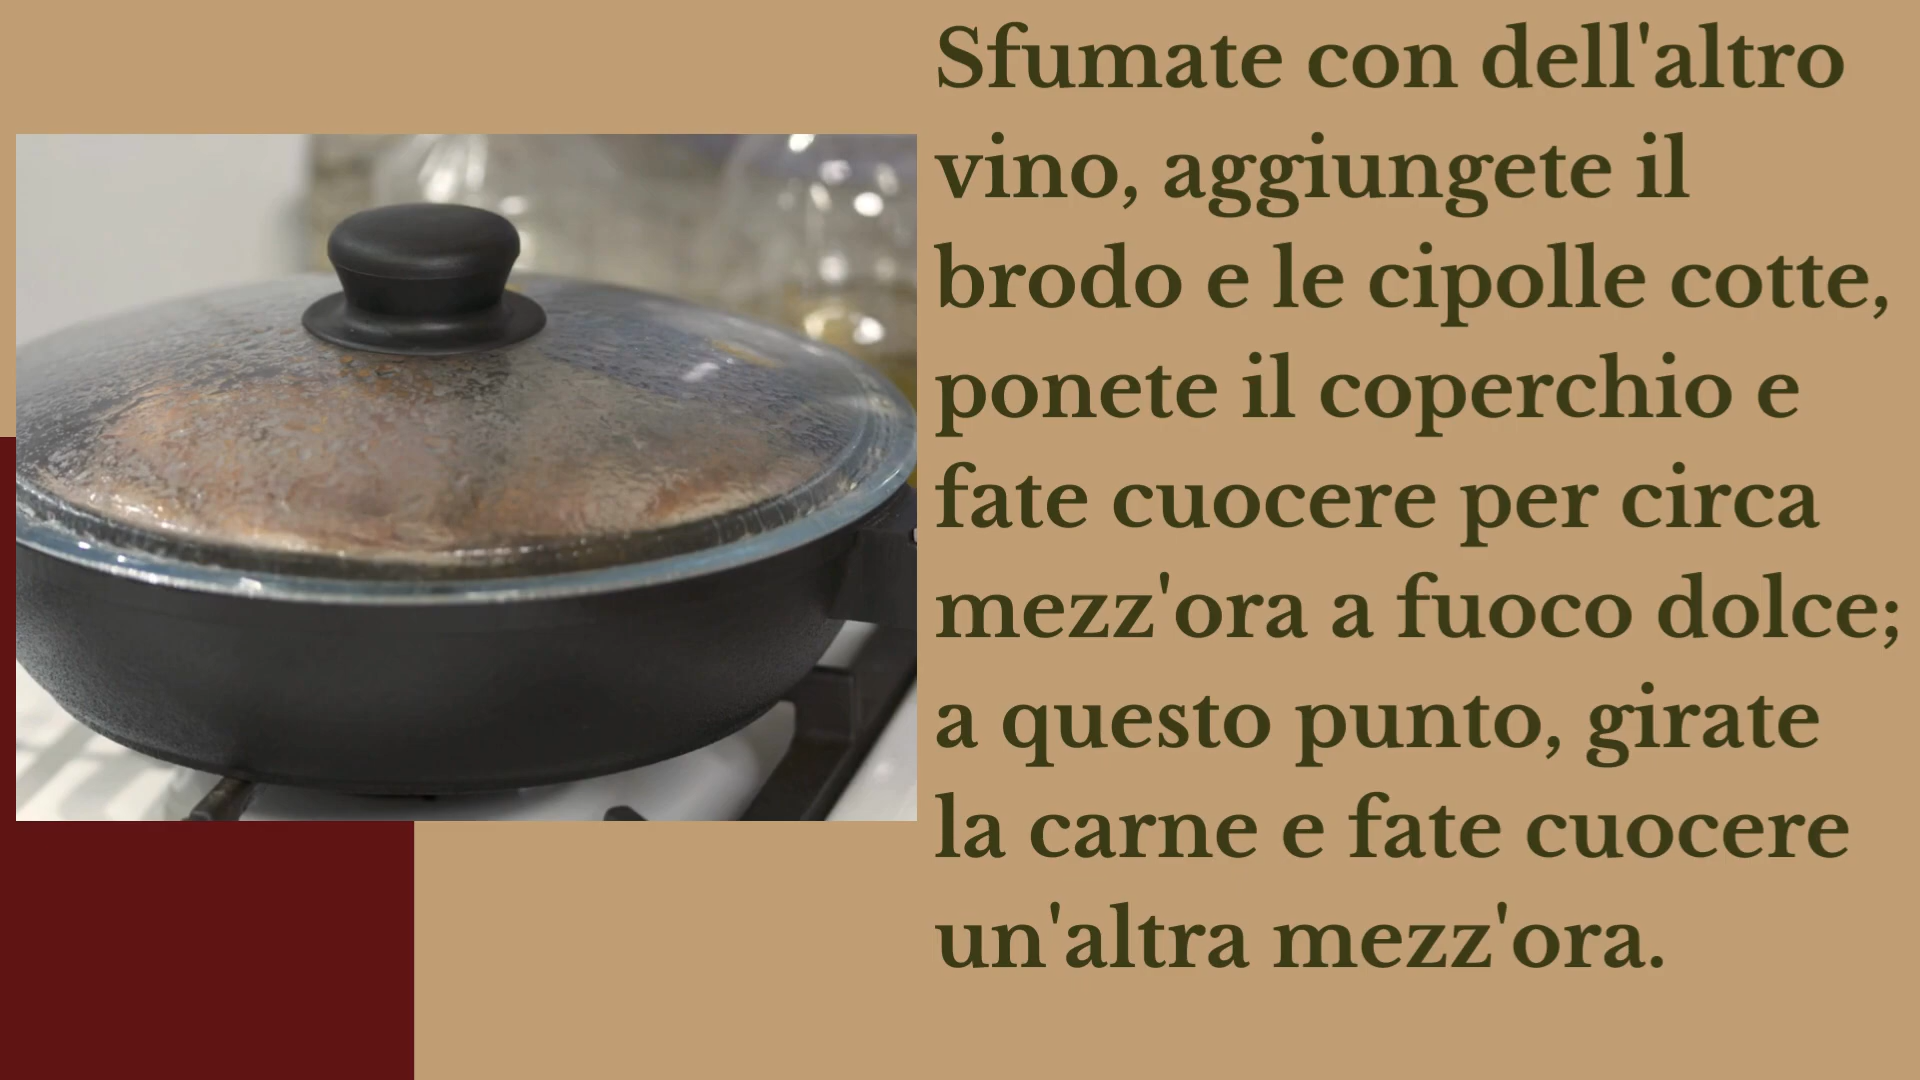 Sfumate con dell'altro
vino, aggiungete il
brodo e le cipolle cotte,
ponete il coperchio e
fate cuocere per circa
mezz'ora a fuoco dolce;
a questo punto, girate
la carne e fate cuocere
un'altra mezz'ora.